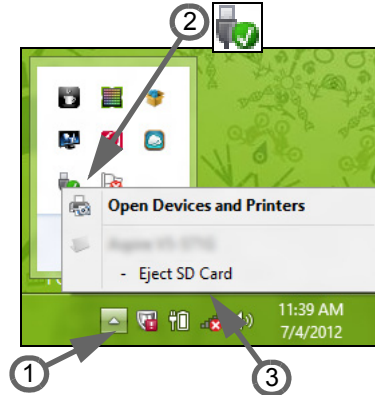 2
Open Devices and Printers
- Eject SD Card
11:39 AM
7/4/2012
1
3